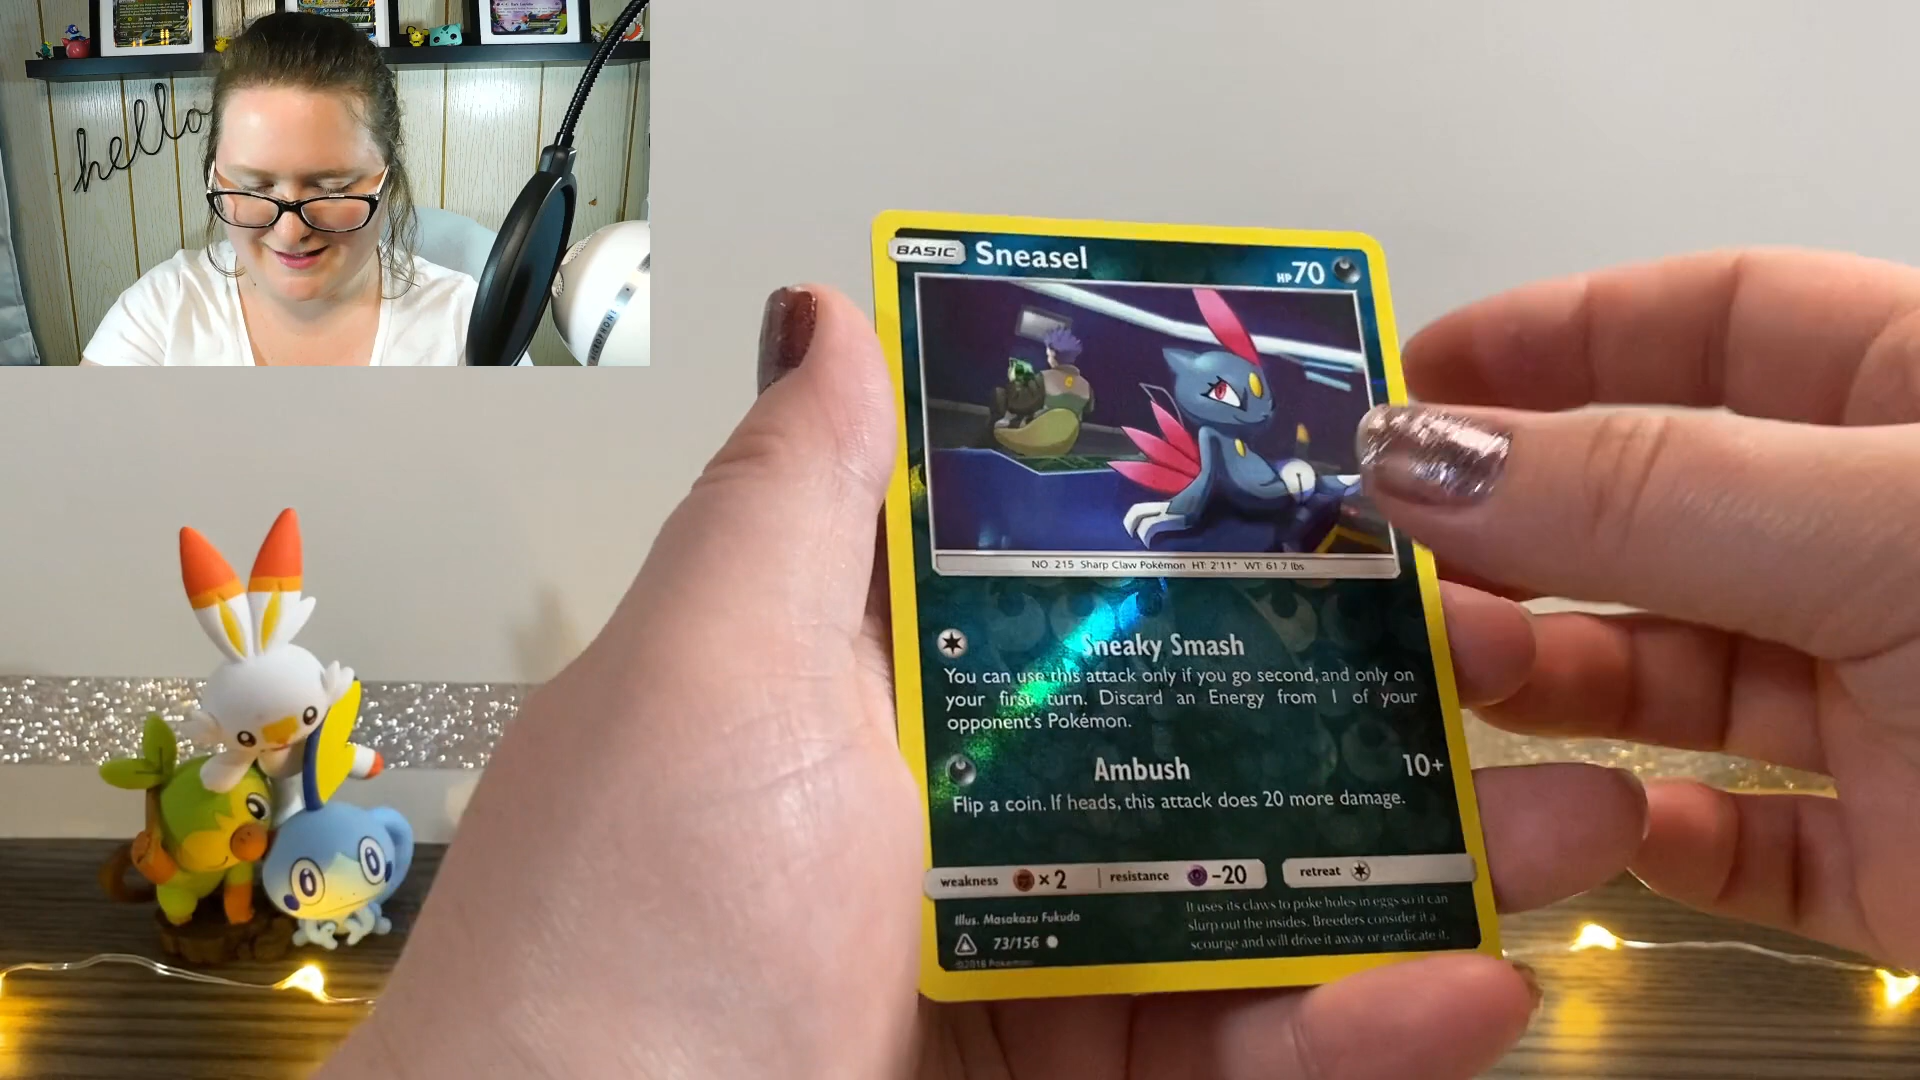 hello
MICROPHONE
BASIC Sneasel HP70
NO. 215 Sharp Claw Pokémon HT: 2'11" WT: 61.7 lbs
Sneaky Smash
You can use this attack only if you go second, and only on
your first turn. Discard an Energy from 1 of your
opponent's Pokémon.
Ambush 10+
Flip a coin. If heads, this attack does 20 more damage.
weakness ×2 resistance -20 retreat
Illus. Masakazu Fukuda
73/156
©2018 Pokémon
It uses its claws to poke holes in eggs so it can
slurp out the insides. Breeders consider it a
scourge and will drive it away or eradicate it.